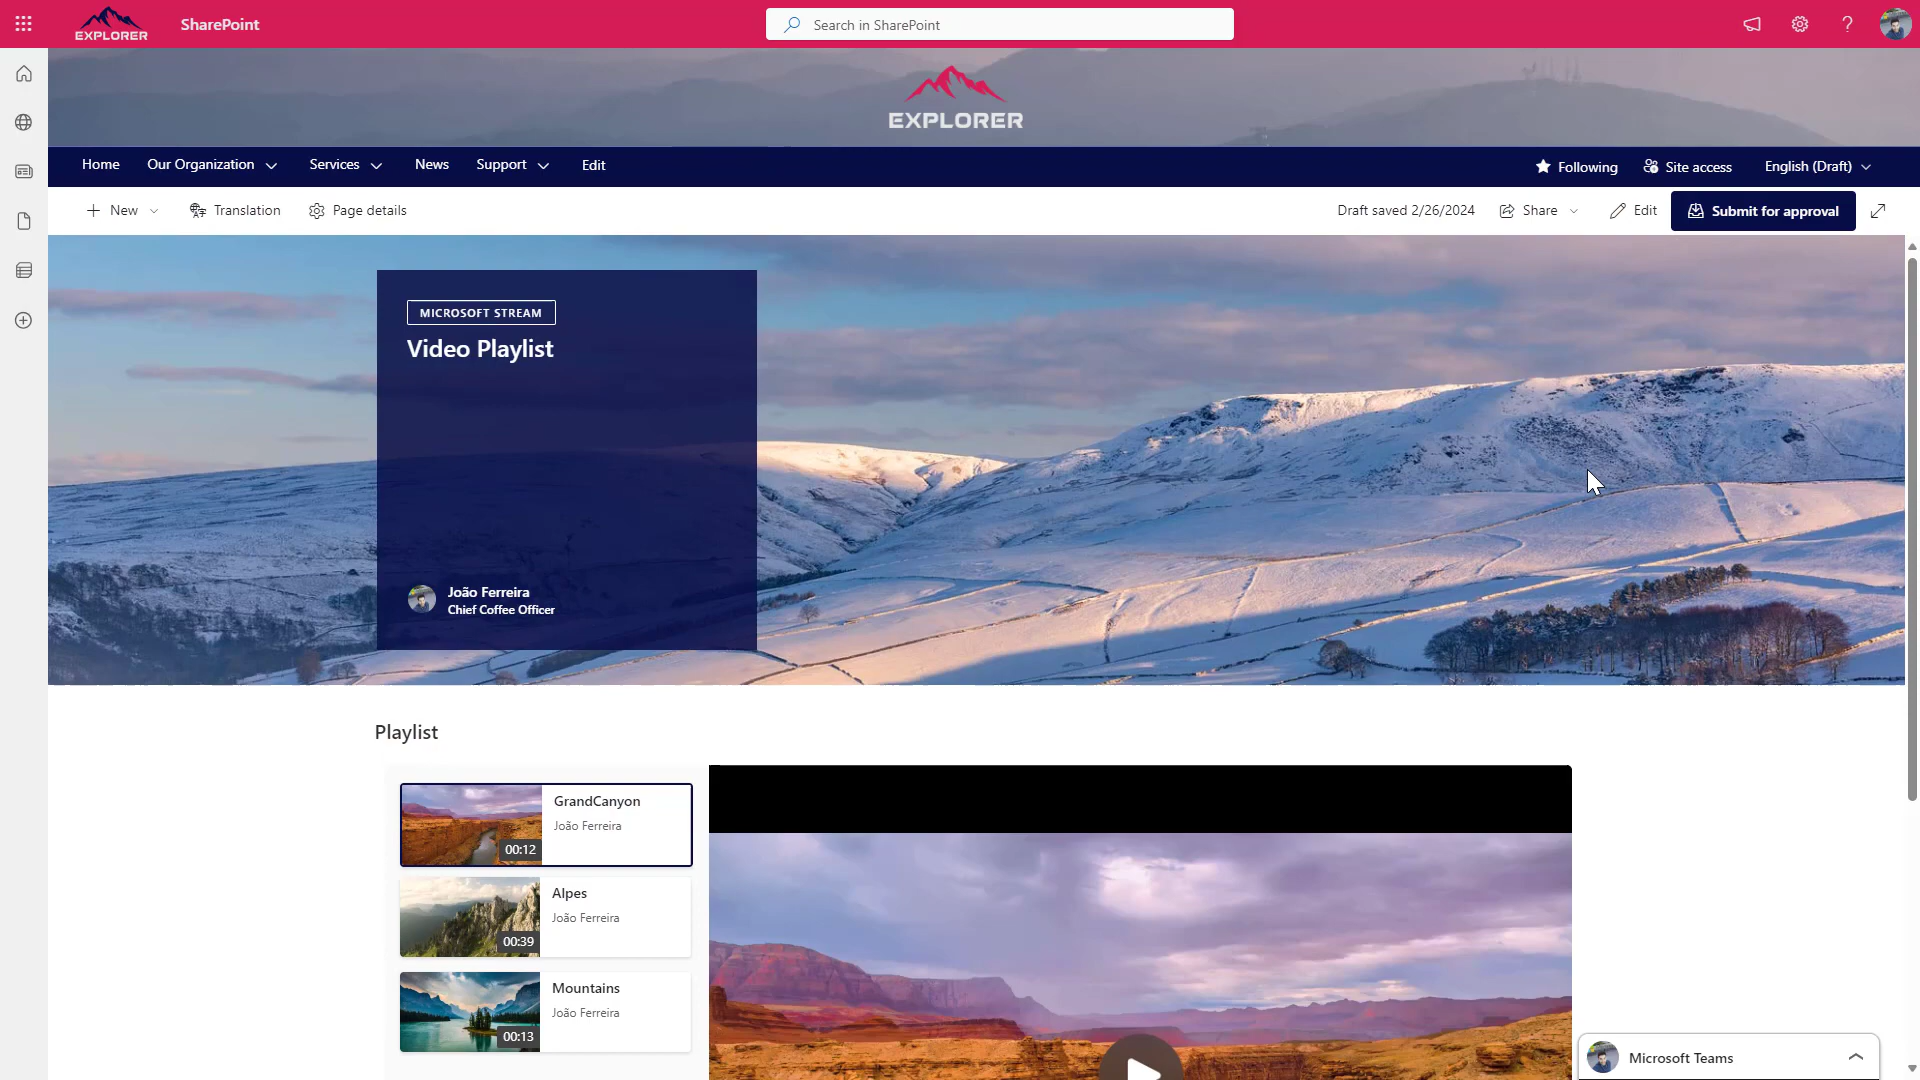 EXPLORER
SharePoint
Search in SharePoint
EXPLORER
Home
Our Organization
Services
News
Support
Edit
Following
Site access
English (Draft)
New
Translation
Page details
Draft saved 2/26/2024
Share
Edit
Submit for approval
MICROSOFT STREAM
Video Playlist
João Ferreira
Chief Coffee Officer
Playlist
GrandCanyon
João Ferreira
00:12
Alpes
João Ferreira
00:39
Mountains
João Ferreira
00:13
Microsoft Teams